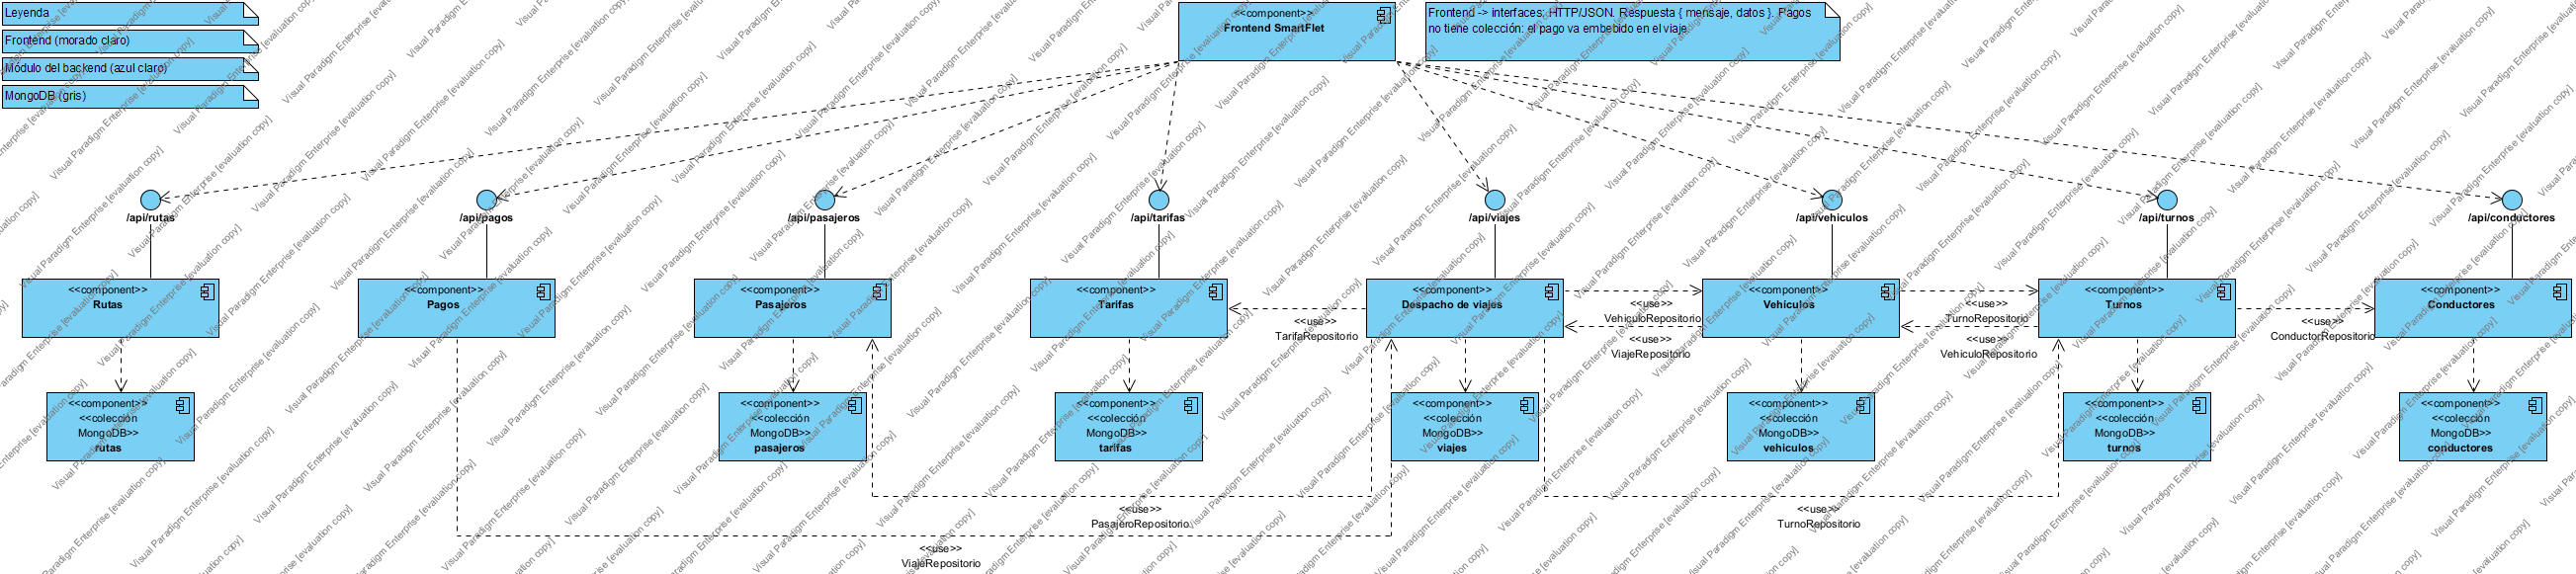 Leyenda
Frontend (morado claro)
Módulo del backend (azul claro)
MongoDB (gris)
<<component>>
Frontend SmartFlet
Frontend -> interfaces: HTTP/JSON. Respuesta { mensaje, datos }. Pagos
no tiene colección: el pago va embebido en el viaje.
/api/rutas
/api/pagos
/api/pasajeros
/api/tarifas
/api/viajes
/api/vehiculos
/api/turnos
/api/conductores
<<component>>
Rutas
<<component>>
Pagos
<<component>>
Pasajeros
<<component>>
Tarifas
<<component>>
Despacho de viajes
<<component>>
Vehículos
<<component>>
Turnos
<<component>>
Conductores
<<use>>
TarifaRepositorio
<<use>>
VehiculoRepositorio
<<use>>
ViajeRepositorio
<<use>>
TurnoRepositorio
<<use>>
VehiculoRepositorio
<<use>>
ConductorRepositorio
<<component>>
<<colección
MongoDB>>
rutas
<<component>>
<<colección
MongoDB>>
pasajeros
<<component>>
<<colección
MongoDB>>
tarifas
<<component>>
<<colección
MongoDB>>
viajes
<<component>>
<<colección
MongoDB>>
vehiculos
<<component>>
<<colección
MongoDB>>
turnos
<<component>>
<<colección
MongoDB>>
conductores
<<use>>
PasajeroRepositorio
<<use>>
TurnoRepositorio
<<use>>
ViajeRepositorio
Visual Paradigm Enterprise [evaluation copy]